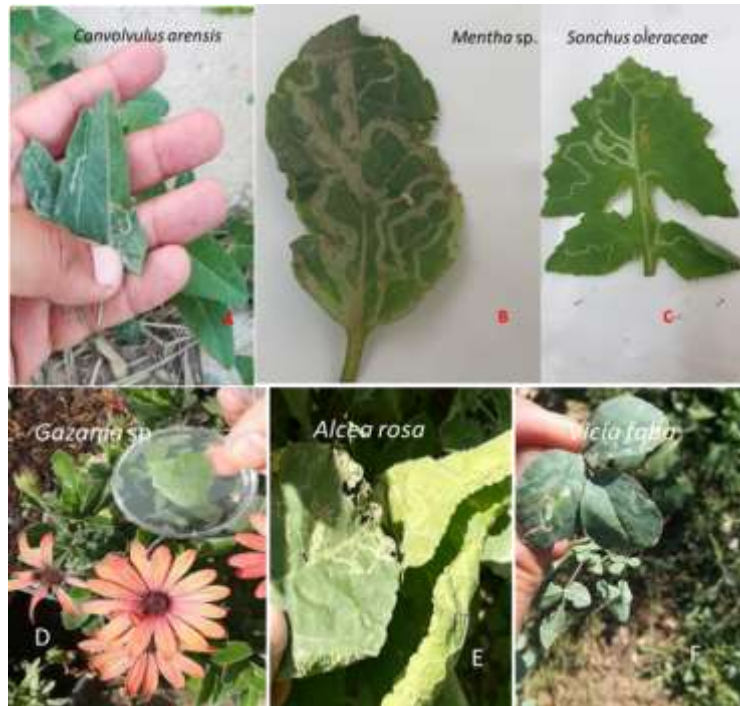 Convolvulus arensis
A
Mentha sp.
B
Sonchus oleraceae
C
Gazania sp
D
Alcea rosa
E
Vicia faba
F